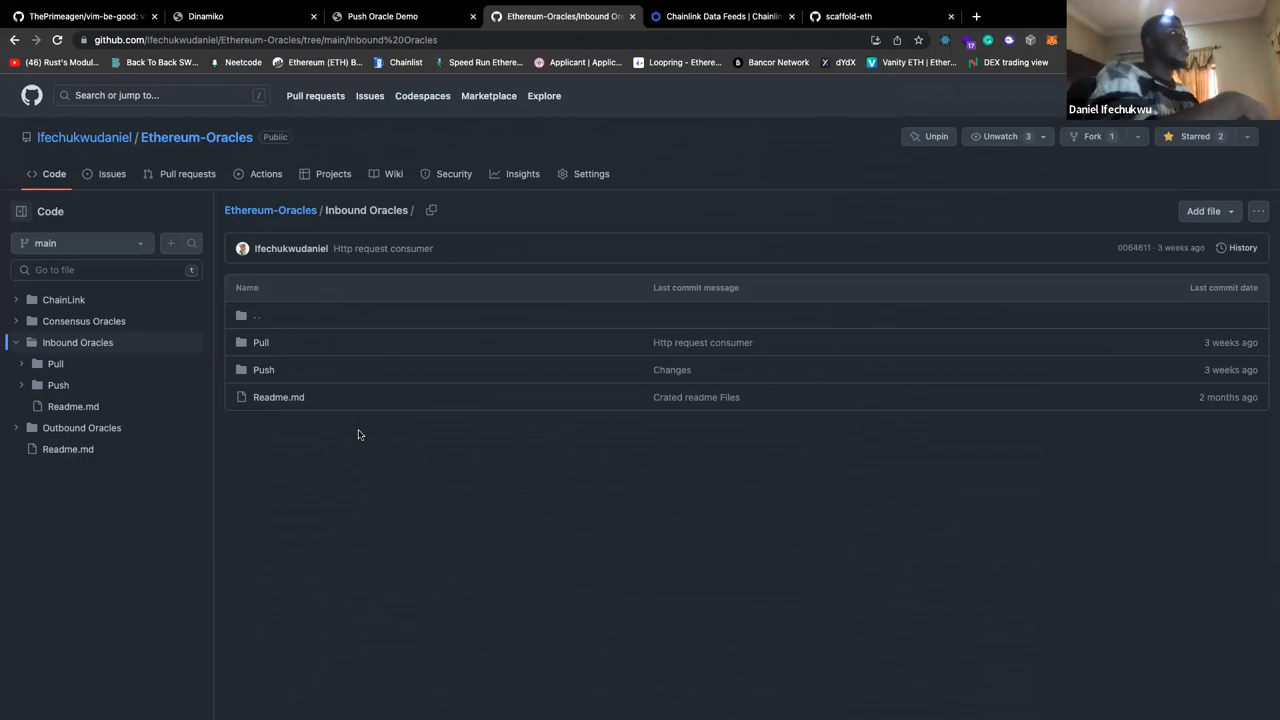 ThePrimeagen/vim-be-good: v
Dinamiko
Push Oracle Demo
Ethereum-Oracles/Inbound Ora
Chainlink Data Feeds | Chainlin
scaffold-eth
github.com/Ifechukwudaniel/Ethereum-Oracles/tree/main/Inbound%20Oracles
17
(46) Rust's Modul...
Back To Back SW...
Neetcode
Ethereum (ETH) B...
Chainlist
Speed Run Ethere...
Applicant | Applic...
Loopring - Ethere...
Bancor Network
dYdX
Vanity ETH | Ether...
DEX trading view
Daniel Ifechukwu
Search or jump to...
/
Pull requests
Issues
Codespaces
Marketplace
Explore
Ifechukwudaniel / Ethereum-Oracles Public
Unpin
Unwatch 3
Fork 1
Starred 2
Code
Issues
Pull requests
Actions
Projects
Wiki
Security
Insights
Settings
Code
main
Go to file
t
ChainLink
Consensus Oracles
Inbound Oracles
Pull
Push
Readme.md
Outbound Oracles
Readme.md
Ethereum-Oracles / Inbound Oracles /
Add file
...
Ifechukwudaniel Http request consumer
0064611 · 3 weeks ago
History
Name
Last commit message
Last commit date
..
Pull
Http request consumer
3 weeks ago
Push
Changes
3 weeks ago
Readme.md
Crated readme Files
2 months ago